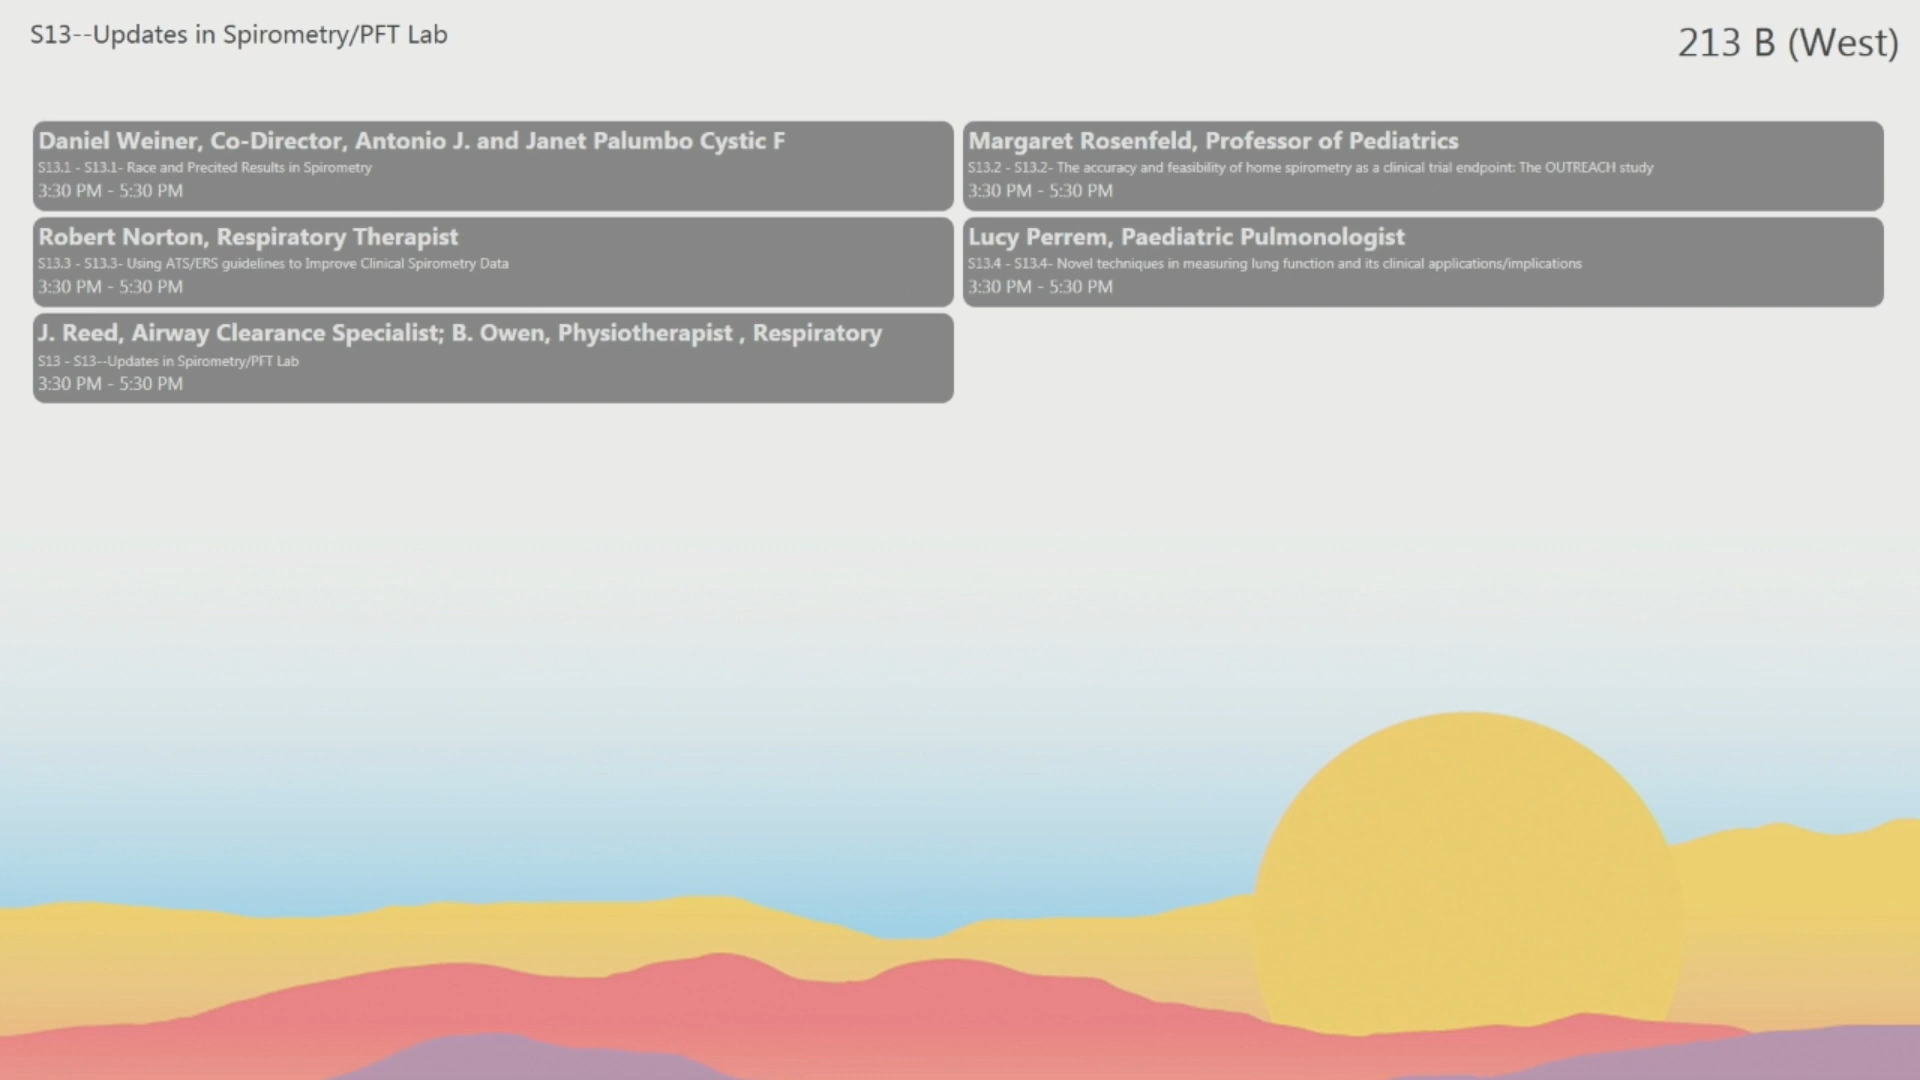 S13--Updates in Spirometry/PFT Lab
213 B (West)
Daniel Weiner, Co-Director, Antonio J. and Janet Palumbo Cystic F
S13.1 - S13.1- Race and Precited Results in Spirometry
3:30 PM - 5:30 PM
Margaret Rosenfeld, Professor of Pediatrics
S13.2 - S13.2- The accuracy and feasibility of home spirometry as a clinical trial endpoint: The OUTREACH study
3:30 PM - 5:30 PM
Robert Norton, Respiratory Therapist
S13.3 - S13.3- Using ATS/ERS guidelines to Improve Clinical Spirometry Data
3:30 PM - 5:30 PM
Lucy Perrem, Paediatric Pulmonologist
S13.4 - S13.4- Novel techniques in measuring lung function and its clinical applications/implications
3:30 PM - 5:30 PM
J. Reed, Airway Clearance Specialist; B. Owen, Physiotherapist , Respiratory
S13 - S13--Updates in Spirometry/PFT Lab
3:30 PM - 5:30 PM